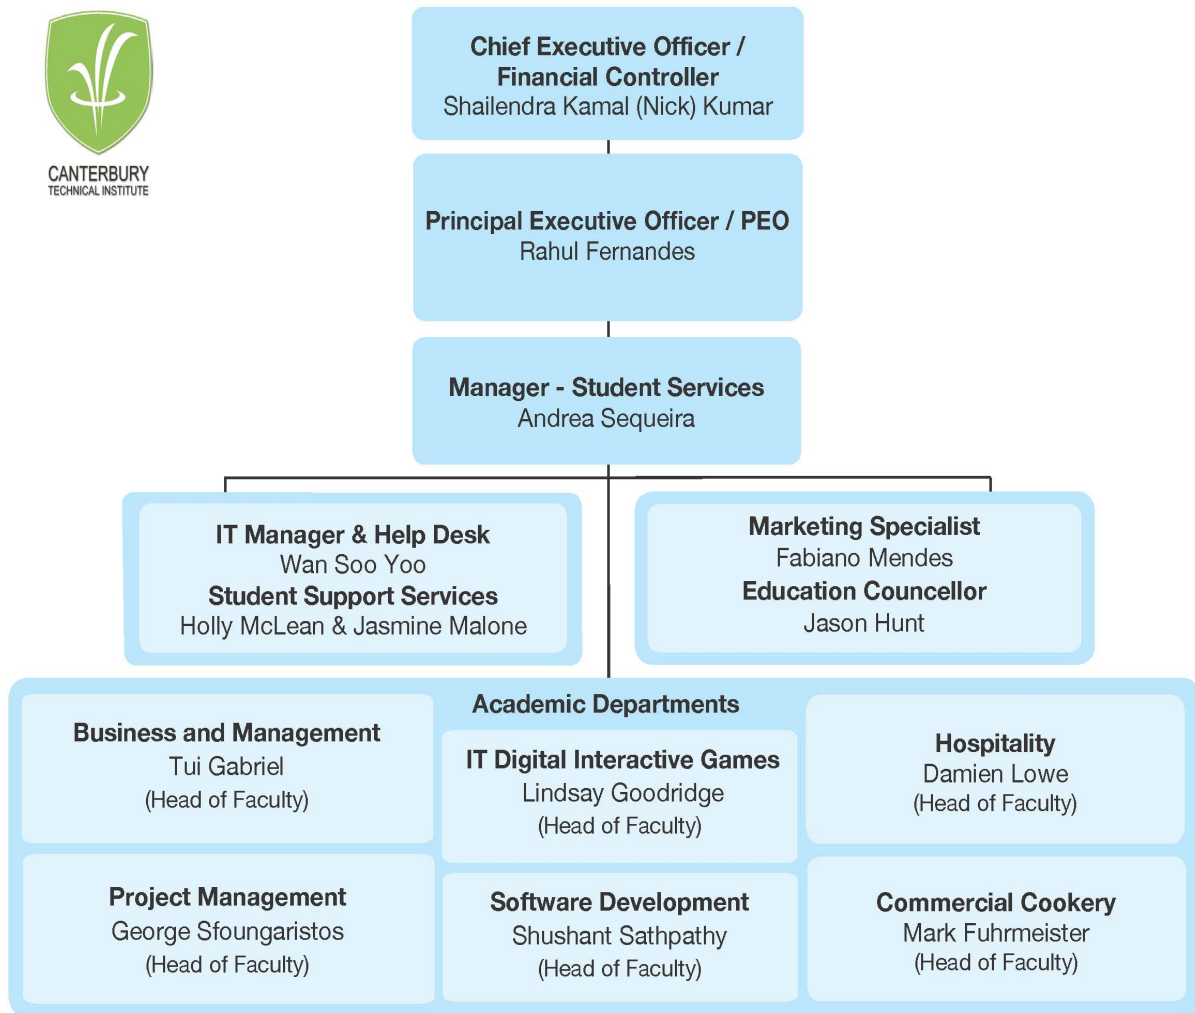 CANTERBURY
TECHNICAL INSTITUTE
Chief Executive Officer /
Financial Controller
Shailendra Kamal (Nick) Kumar
Principal Executive Officer / PEO
Rahul Fernandes
Manager - Student Services
Andrea Sequeira
IT Manager & Help Desk
Wan Soo Yoo
Student Support Services
Holly McLean & Jasmine Malone
Marketing Specialist
Fabiano Mendes
Education Councellor
Jason Hunt
Academic Departments
Business and Management
Tui Gabriel
(Head of Faculty)
IT Digital Interactive Games
Lindsay Goodridge
(Head of Faculty)
Hospitality
Damien Lowe
(Head of Faculty)
Project Management
George Sfoungaristos
(Head of Faculty)
Software Development
Shushant Sathpathy
(Head of Faculty)
Commercial Cookery
Mark Fuhrmeister
(Head of Faculty)